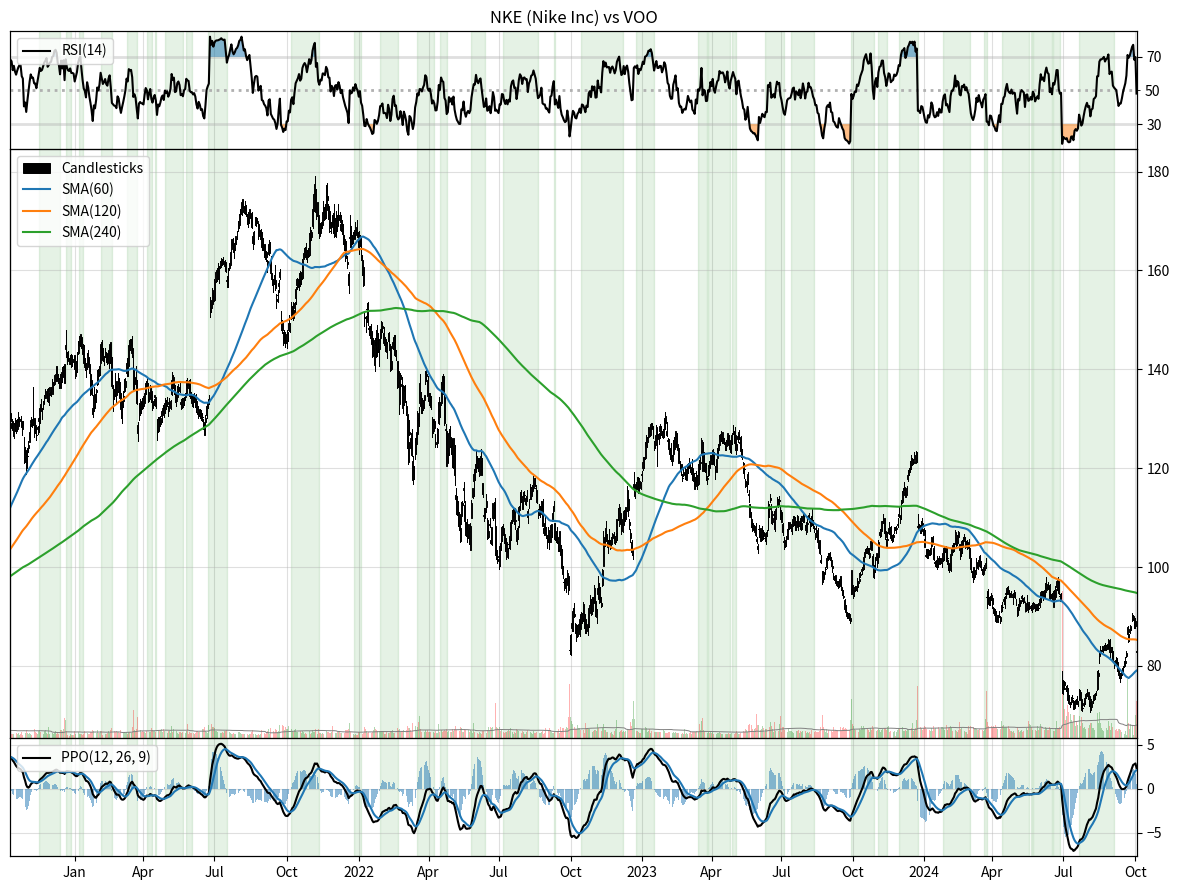 NKE (Nike Inc) vs VOO
RSI(14)
70
50
30
Candlesticks
SMA(60)
SMA(120)
SMA(240)
180
160
140
120
100
80
PPO(12, 26, 9)
5
0
−5
Jan Apr Jul Oct 2022 Apr Jul Oct 2023 Apr Jul Oct 2024 Apr Jul Oct